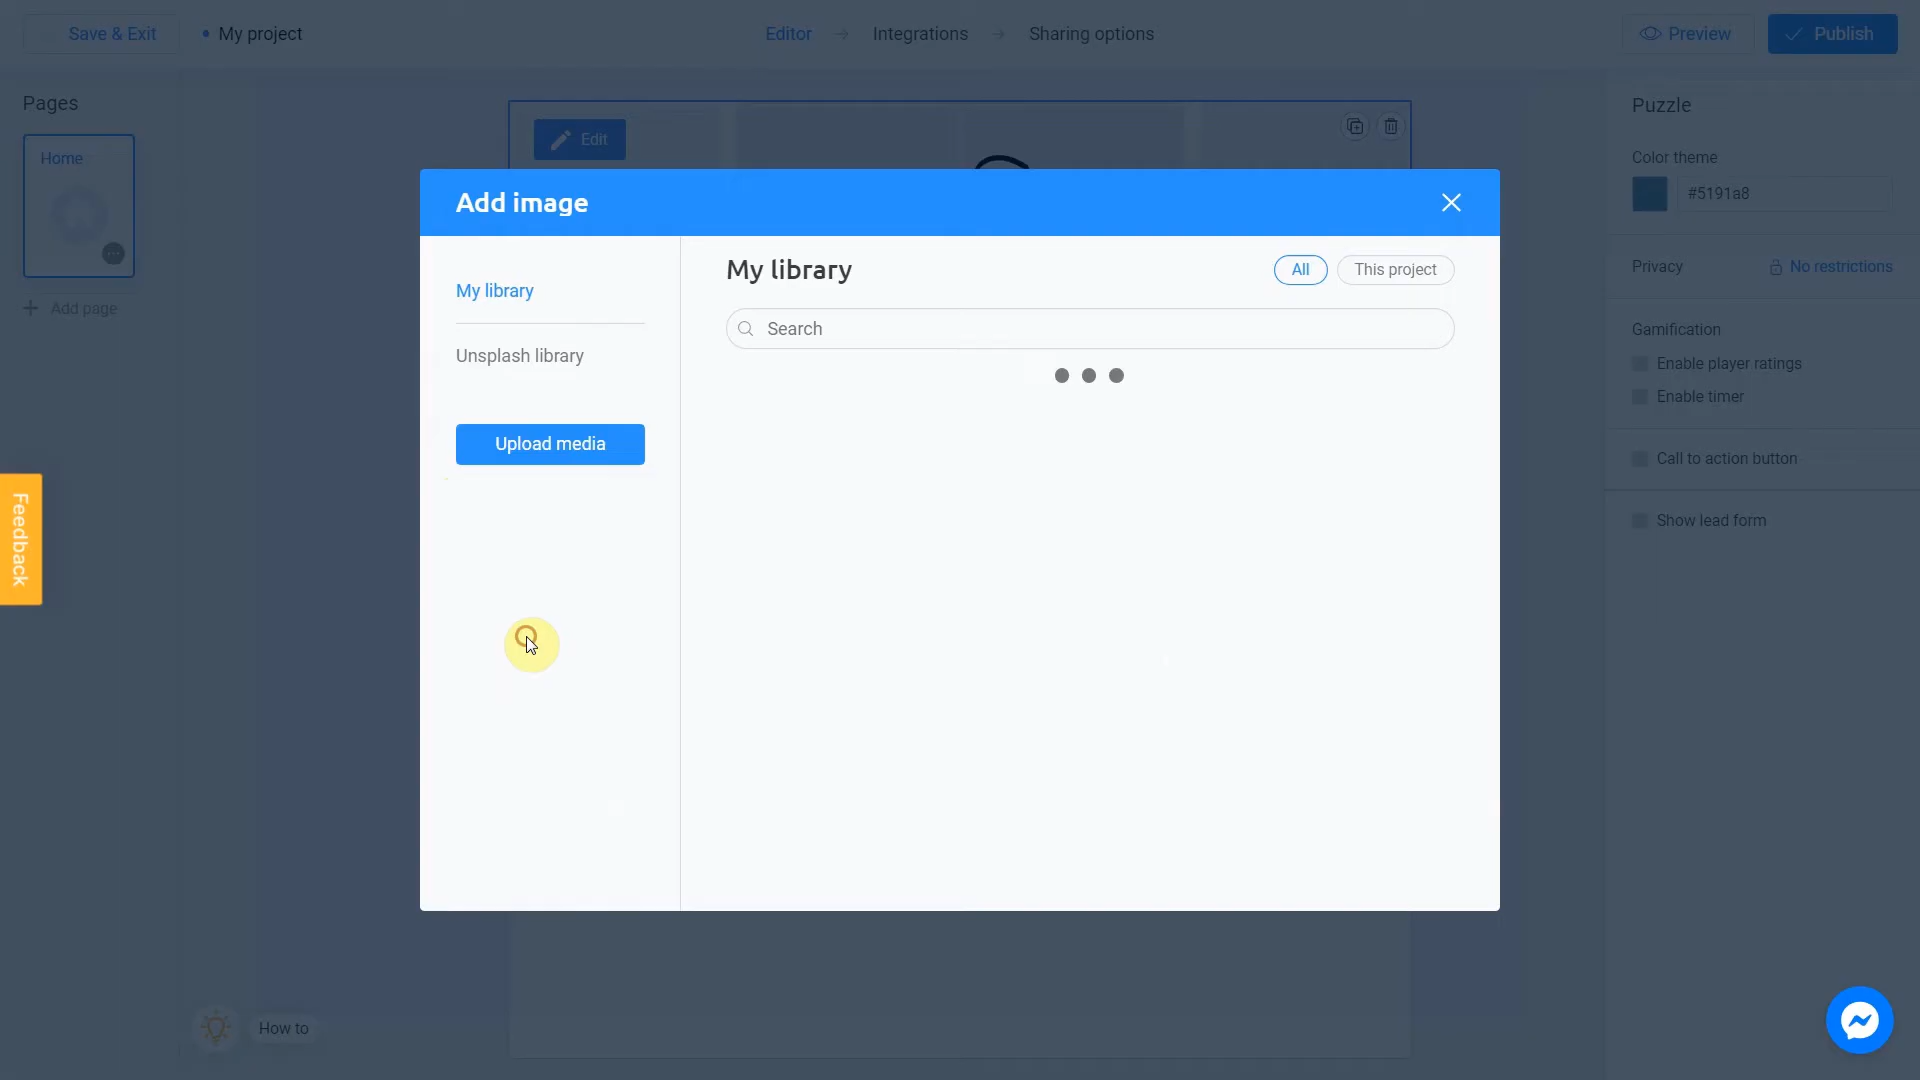 Save & Exit
My project
Editor
Integrations
Sharing options
Preview
Publish
Pages
Home
Add page
Edit
Puzzle
Color theme
#5191a8
Privacy
No restrictions
Gamification
Enable player ratings
Enable timer
Call to action button
Show lead form
Add image
My library
Unsplash library
Upload media
My library
All
This project
Search
Feedback
How to